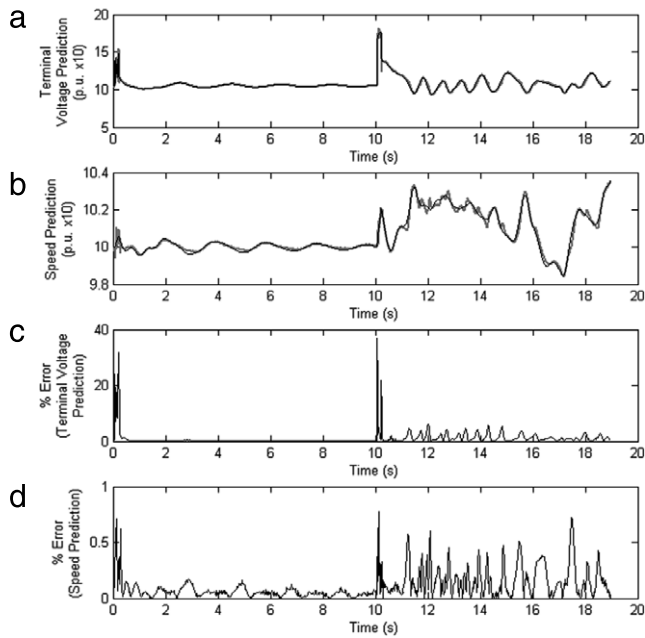 a
Terminal
Voltage Prediction
(p.u. x10)
20
15
10
5
0 2 4 6 8 10 12 14 16 18 20
Time (s)
b
Speed Prediction
(p.u. x10)
10.4
10.2
10
9.8
0 2 4 6 8 10 12 14 16 18 20
Time (s)
c
% Error
(Terminal Voltage
Prediction)
40
20
0
0 2 4 6 8 10 12 14 16 18 20
Time (s)
d
% Error
(Speed Prediction)
1
0.5
0
0 2 4 6 8 10 12 14 16 18 20
Time (s)